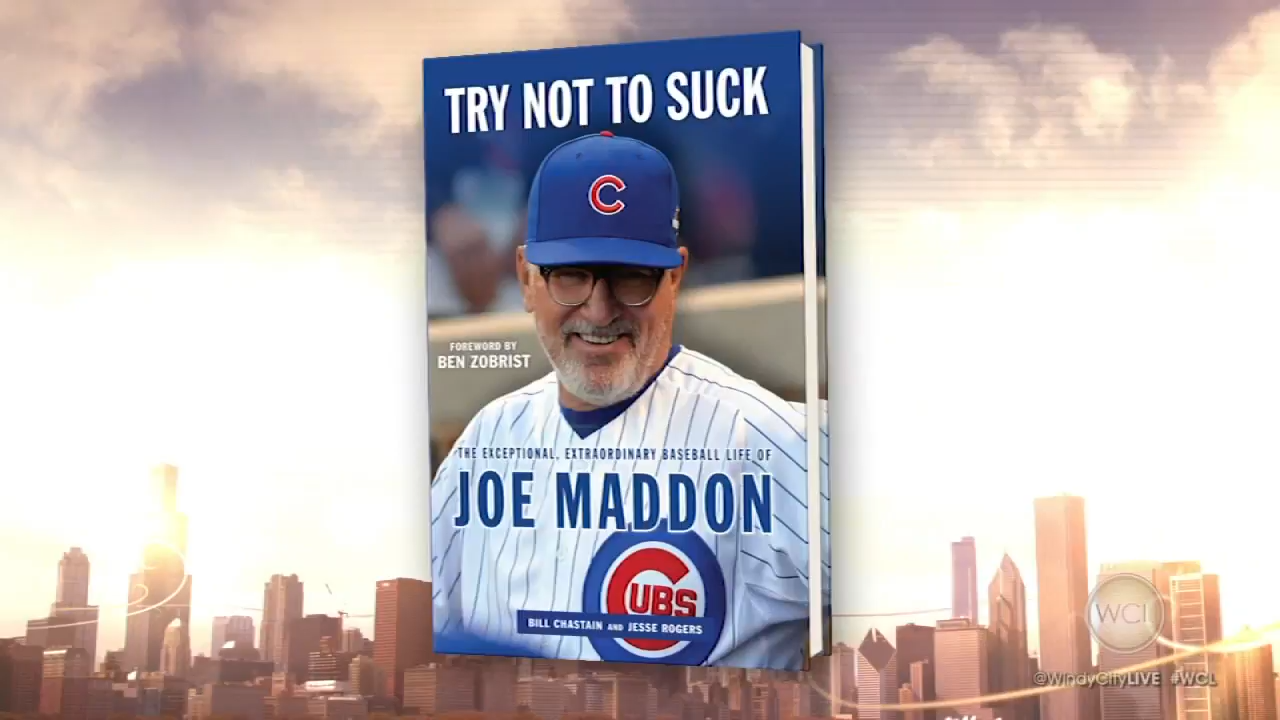 TRY NOT TO SUCK
C
FOREWORD BY
BEN ZOBRIST
THE EXCEPTIONAL, EXTRAORDINARY BASEBALL LIFE OF
JOE MADDON
CUBS
BILL CHASTAIN AND JESSE ROGERS
WCL
@WINDYCITYLIVE #WCL